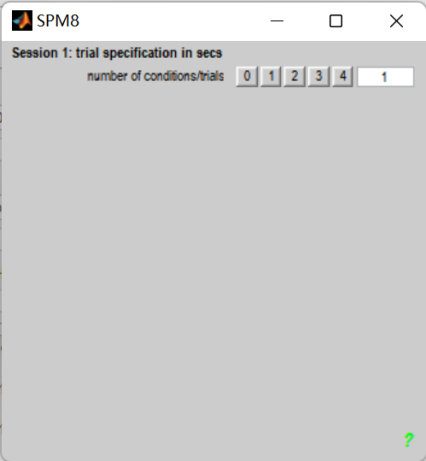 SPM8
Session 1: trial specification in secs
number of conditions/trials 0 1 2 3 4 1
?